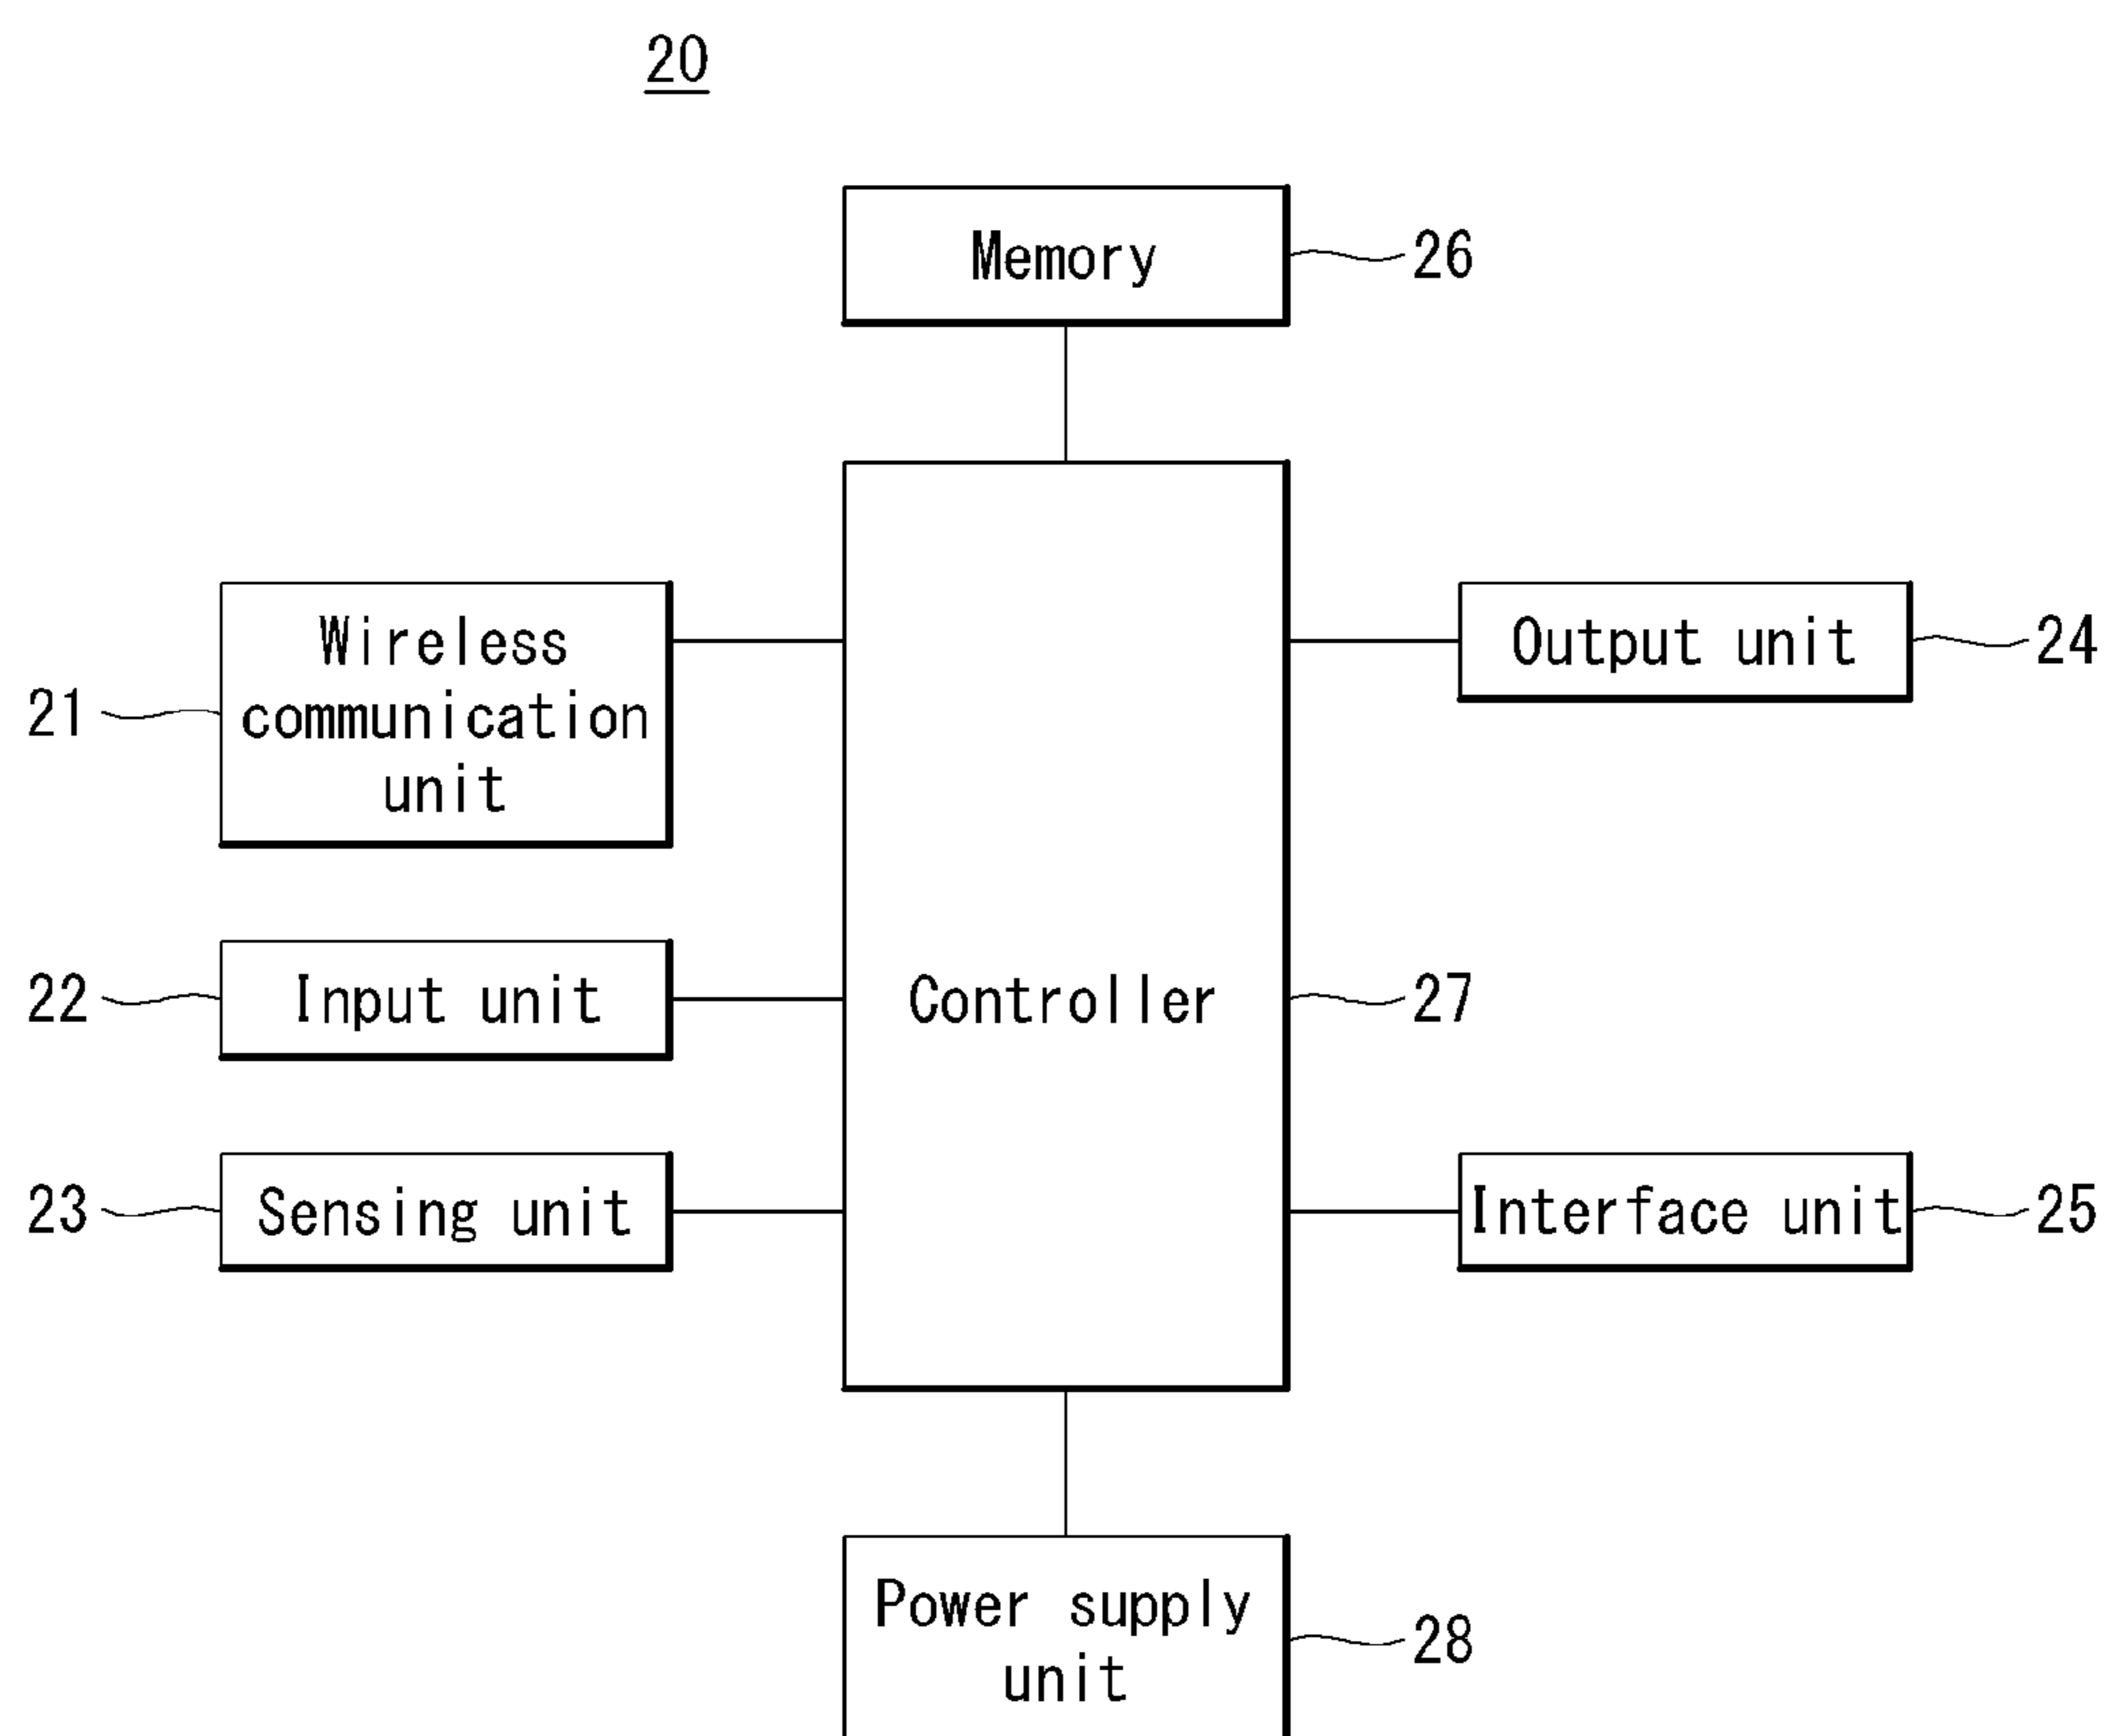 20
Memory
26
Wireless
communication
unit
21
Output unit
24
Input unit
22
Controller
27
Sensing unit
23
Interface unit
25
Power supply
unit
28